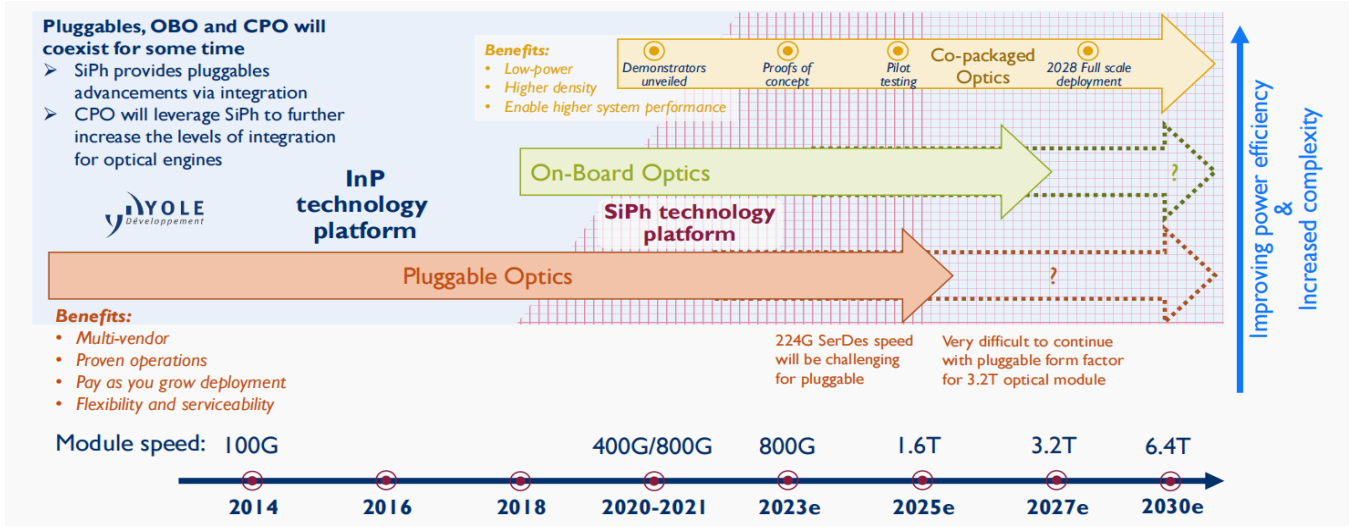 Pluggables, OBO and CPO will
coexist for some time
➢ SiPh provides pluggables
advancements via integration
➢ CPO will leverage SiPh to further
increase the levels of integration
for optical engines
YOLE
Développement
InP
technology
platform
Benefits:
• Low-power
• Higher density
• Enable higher system performance
Demonstrators
unveiled
Proofs of
concept
Pilot
testing
Co-packaged
Optics
2028 Full scale
deployment
On-Board Optics
?
SiPh technology
platform
Pluggable Optics
?
Improving power efficiency
&
Increased complexity
Benefits:
• Multi-vendor
• Proven operations
• Pay as you grow deployment
• Flexibility and serviceability
224G SerDes speed
will be challenging
for pluggable
Very difficult to continue
with pluggable form factor
for 3.2T optical module
Module speed: 100G 400G/800G 800G 1.6T 3.2T 6.4T
2014 2016 2018 2020-2021 2023e 2025e 2027e 2030e